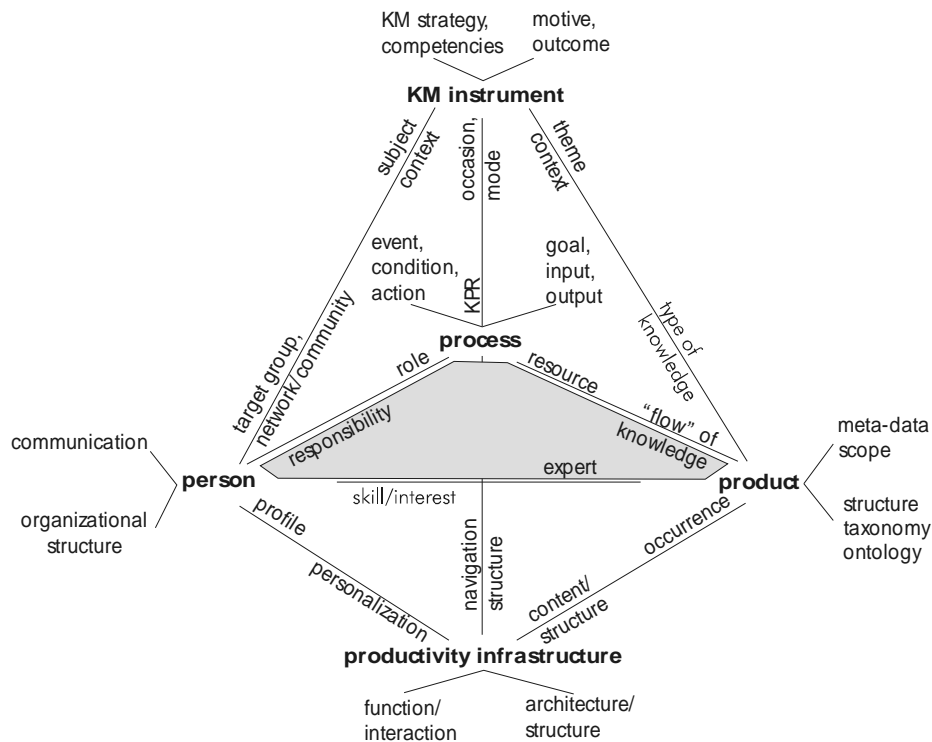 KM strategy,
competencies
motive,
outcome
KM instrument
subject
context
occasion,
mode
theme
context
event,
condition,
action
goal,
input,
output
KPR
target group,
network/community
type of
knowledge
process
role
responsibility
resource
“flow” of
knowledge
communication
organizational
structure
person
expert
skill/interest
product
meta-data
scope
structure
taxonomy
ontology
profile
personalization
navigation
structure
occurrence
content/
structure
productivity infrastructure
function/
interaction
architecture/
structure